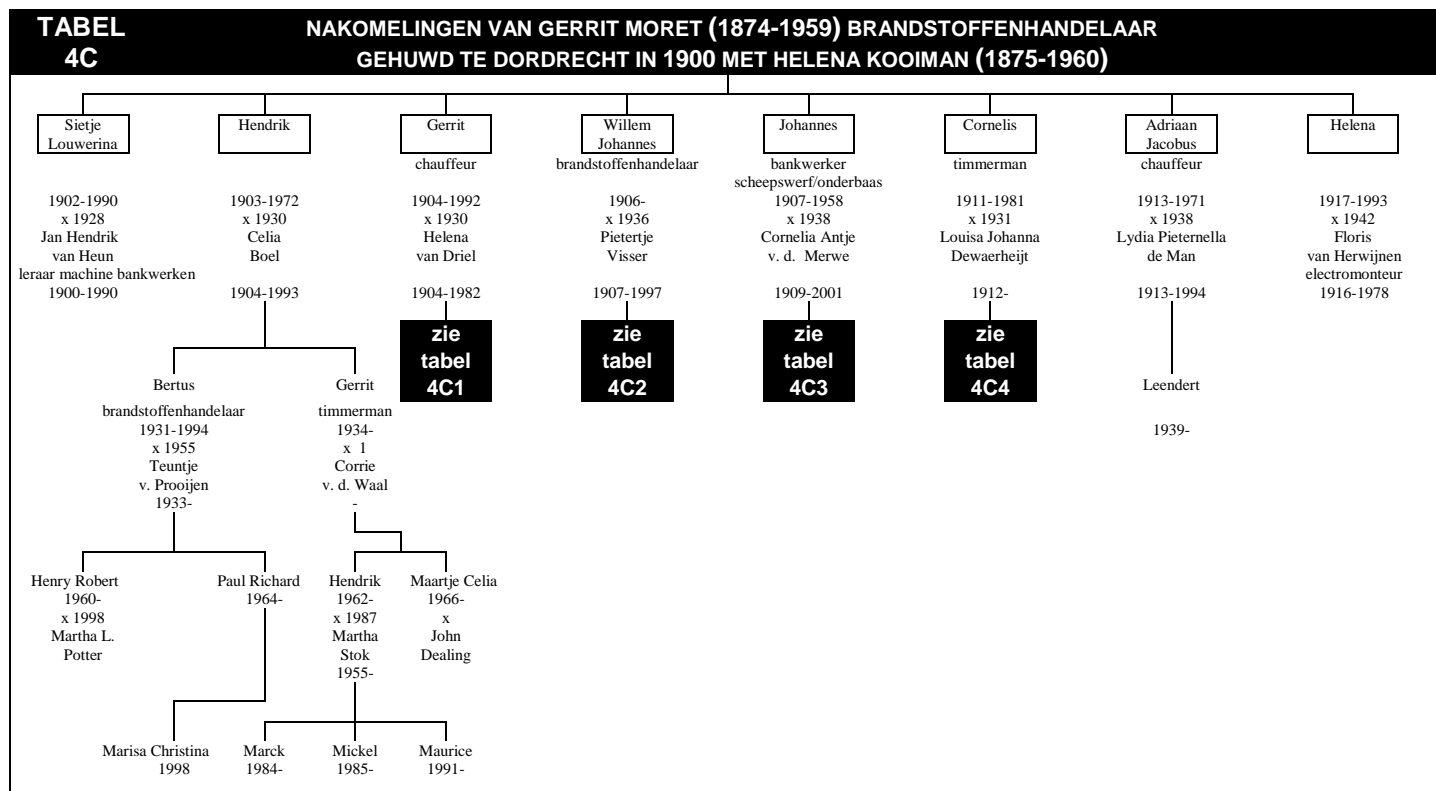 TABEL 4C
NAKOMELINGEN VAN GERRIT MORET (1874-1959) BRANDSTOFFENHANDELAAR
GEHUWD TE DORDRECHT IN 1900 MET HELENA KOOIMAN (1875-1960)
Sietje
Louwerina
1902-1990
x 1928
Jan Hendrik
van Heun
leraar machine bankwerken
1900-1990
Hendrik
1903-1972
x 1930
Celia
Boel
1904-1993
Gerrit
chauffeur
1904-1992
x 1930
Helena
van Driel
1904-1982
zie
tabel
4C1
Willem
Johannes
brandstoffenhandelaar
1906-
x 1936
Pietertje
Visser
1907-1997
zie
tabel
4C2
Johannes
bankwerker
scheepswerf/onderbaas
1907-1958
x 1938
Cornelia Antje
v. d. Merwe
1909-2001
zie
tabel
4C3
Cornelis
timmerman
1911-1981
x 1931
Louisa Johanna
Dewaerheijt
1912-
zie
tabel
4C4
Adriaan
Jacobus
chauffeur
1913-1971
x 1938
Lydia Pieternella
de Man
1913-1994
Helena
1917-1993
x 1942
Floris
van Herwijnen
electromonteur
1916-1978
Bertus
brandstoffenhandelaar
1931-1994
x 1955
Teuntje
v. Prooijen
1933-
Gerrit
timmerman
1934-
x 1
Corrie
v. d. Waal
-
Leendert
1939-
Henry Robert
1960-
x 1998
Martha L.
Potter
Paul Richard
1964-
Hendrik
1962-
x 1987
Martha
Stok
1955-
Maartje Celia
1966-
x
John
Dealing
Marisa Christina
1998
Marck
1984-
Mickel
1985-
Maurice
1991-